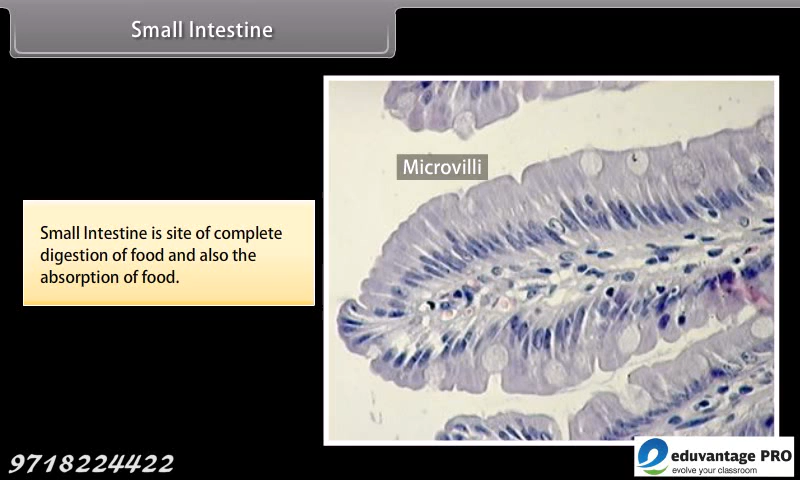 Small Intestine
Microvilli
Small Intestine is site of complete
digestion of food and also the
absorption of food.
9718224422
eduvantage PRO
evolve your classroom